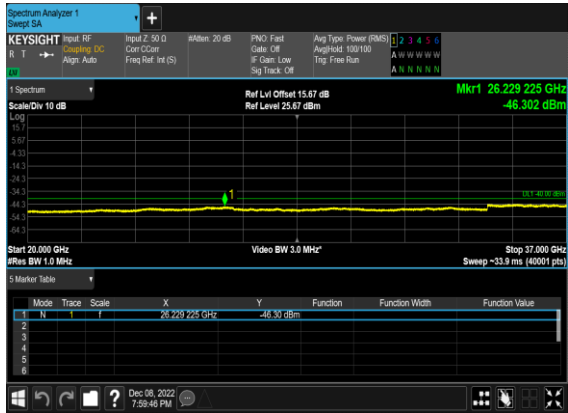 Spectrum Analyzer 1
Swept SA
+
KEYSIGHT
R T
Input: RF
Coupling: DC
Align: Auto
Input Z: 50 Ω
Corr CCorr
Freq Ref: Int (S)
#Atten: 20 dB
PNO: Fast
Gate: Off
IF Gain: Low
Sig Track: Off
Avg Type: Power (RMS)
Avg|Hold: 100/100
Trig: Free Run
1 2 3 4 5 6
A W W W W W
A N N N N N
1 Spectrum
Scale/Div 10 dB
Ref Lvl Offset 15.67 dB
Ref Level 25.67 dBm
Mkr1 26.229 225 GHz
-46.302 dBm
Log
15.7
5.67
-4.33
-14.3
-24.3
-34.3
-44.3
-54.3
-64.3
1
DL1 -40.00 dBm
Start 20.000 GHz
#Res BW 1.0 MHz
Video BW 3.0 MHz*
Stop 37.000 GHz
Sweep ~33.9 ms (40001 pts)
5 Marker Table
Mode Trace Scale X Y Function Function Width Function Value
1 N 1 f 26.229 225 GHz -46.30 dBm
2
3
4
5
6
?
Dec 08, 2022
7:59:46 PM